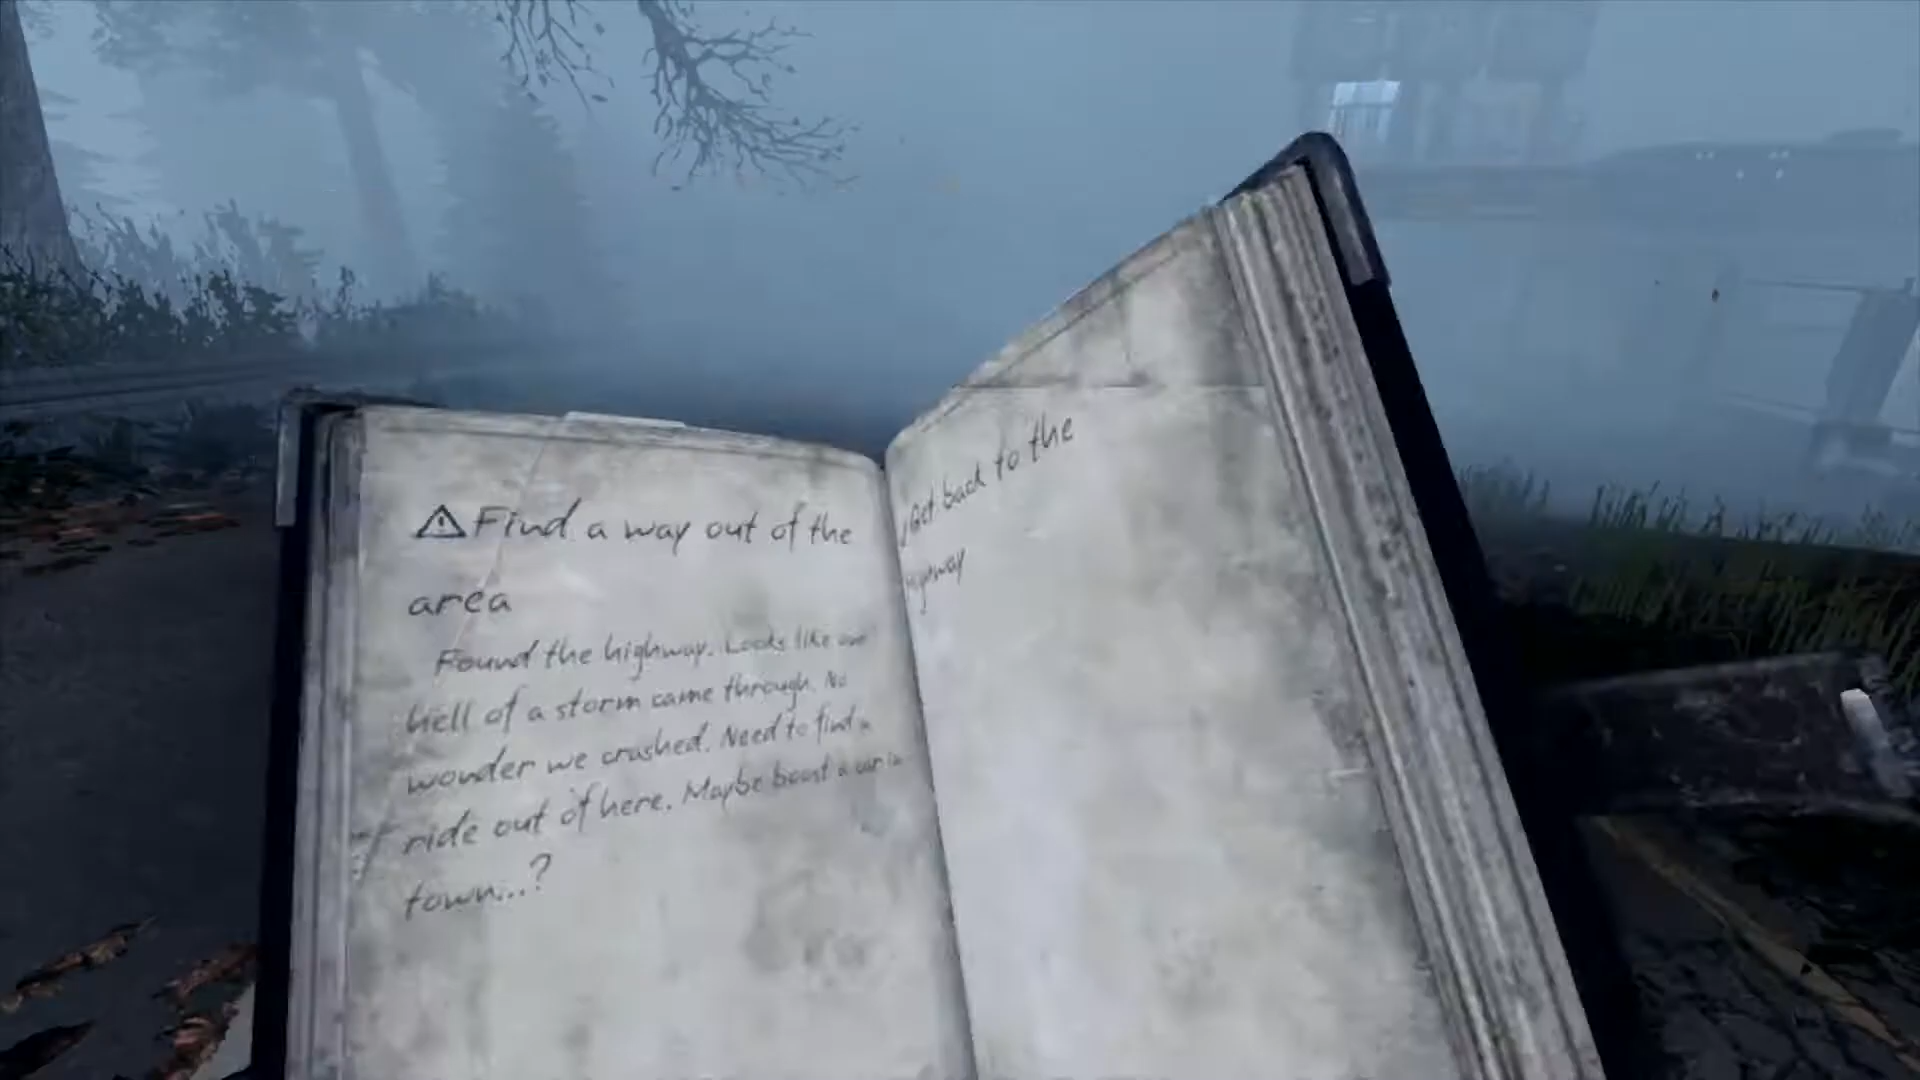 Find a way out of the
area
Found the highway. Looks like one
hell of a storm came through. No
wonder we crashed. Need to find a
ride out of here. Maybe boost a car in
town...?
Get back to the
highway